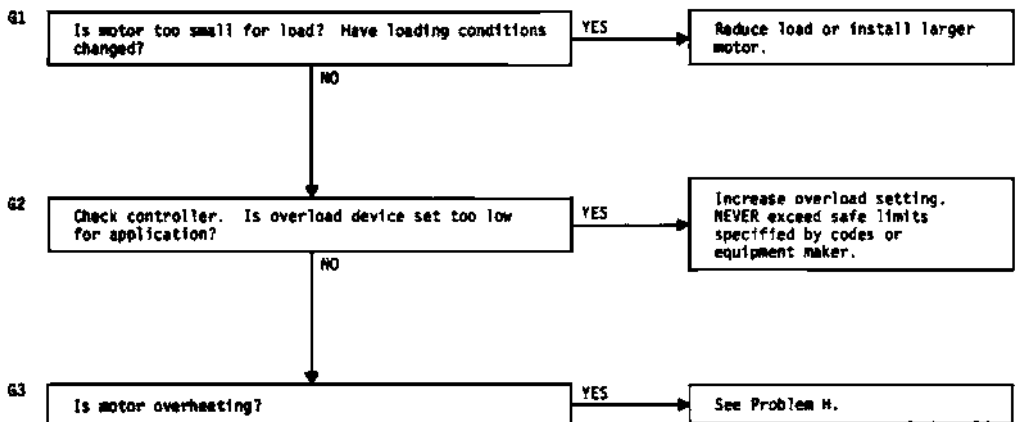 G1
Is motor too small for load? Have loading conditions
changed?
YES
Reduce load or install larger
motor.
NO
G2
Check controller. Is overload device set too low
for application?
YES
Increase overload setting.
NEVER exceed safe limits
specified by codes or
equipment maker.
NO
G3
Is motor overheating?
YES
See Problem H.